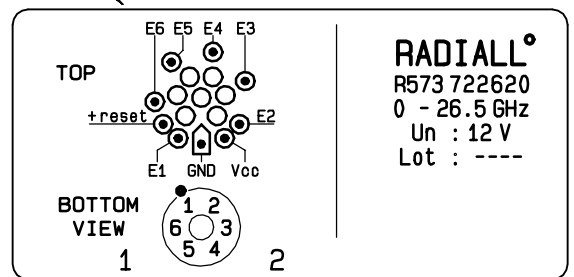 E6 E5 E4 E3
TOP
+reset
E2
E1 GND Vcc
BOTTOM
VIEW
1 2
6 3
5 4
1 2
RADIALL°
R573 722620
0 - 26.5 GHz
Un : 12 V
Lot : ----